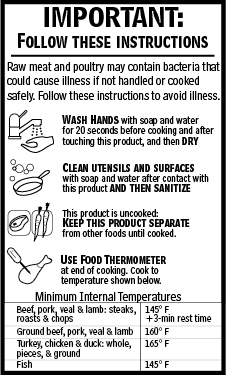 IMPORTANT:
FOLLOW THESE INSTRUCTIONS
Raw meat and poultry may contain bacteria that
could cause illness if not handled or cooked
safely. Follow these instructions to avoid illness.
WASH HANDS with soap and water
for 20 seconds before cooking and after
touching this product, and then DRY
CLEAN UTENSILS AND SURFACES
with soap and water after contact with
this product AND THEN SANITIZE
This product is uncooked:
KEEP THIS PRODUCT SEPARATE
from other foods until cooked.
USE FOOD THERMOMETER
at end of cooking. Cook to
temperature shown below.
Minimum Internal Temperatures
Beef, pork, veal & lamb: steaks, 145° F
roasts & chops +3-min rest time
Ground beef, pork, veal & lamb 160° F
Turkey, chicken & duck: whole, 165° F
pieces, & ground
Fish 145° F